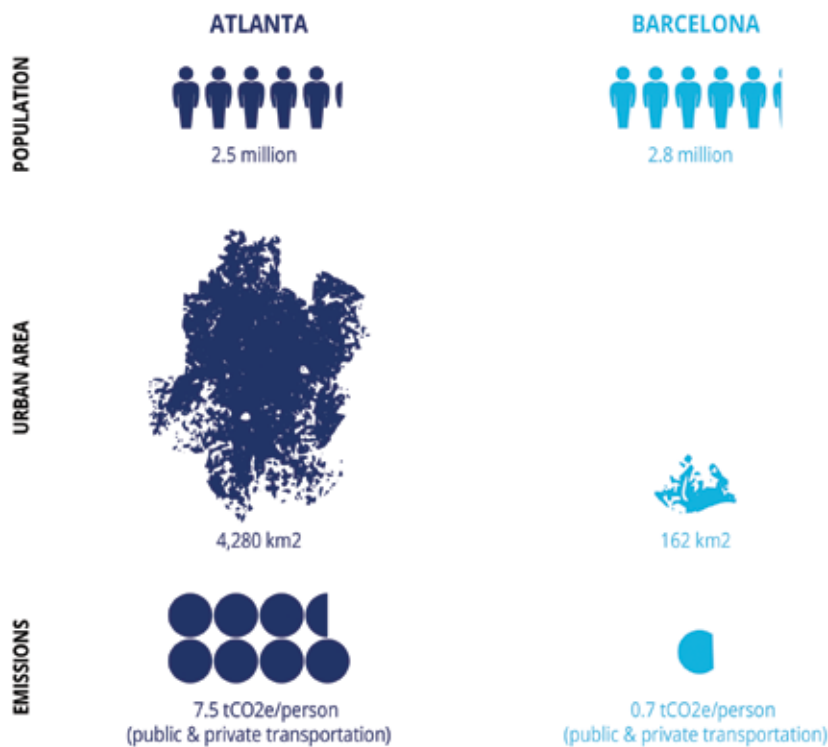 ATLANTA
BARCELONA
POPULATION
2.5 million
2.8 million
URBAN AREA
4,280 km2
162 km2
EMISSIONS
7.5 tCO2e/person
(public & private transportation)
0.7 tCO2e/person
(public & private transportation)